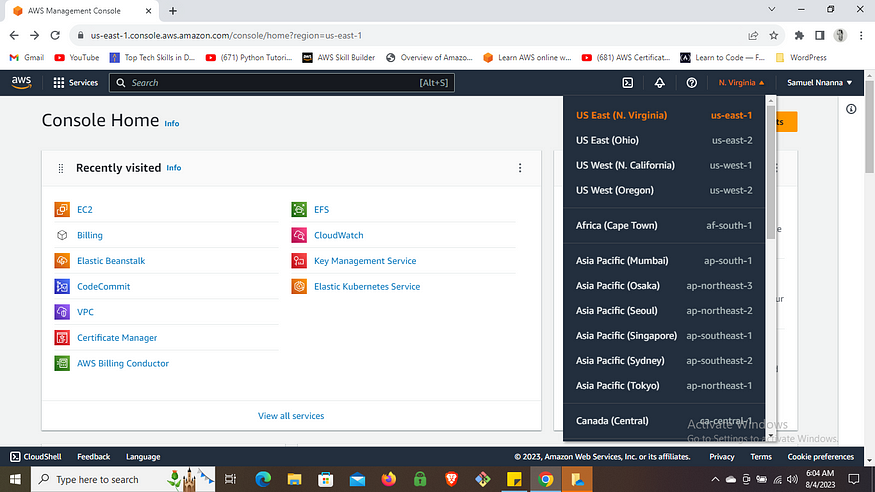 AWS Management Console
us-east-1.console.aws.amazon.com/console/home?region=us-east-1
Gmail
YouTube
Top Tech Skills in D...
(671) Python Tutori...
AWS Skill Builder
Overview of Amazo...
Learn AWS online w...
(681) AWS Certificat...
Learn to Code — F...
WordPress
aws
Services
Search
[Alt+S]
N. Virginia
Samuel Nnanna
Console Home
Info
Recently visited
Info
EC2
Billing
Elastic Beanstalk
CodeCommit
VPC
Certificate Manager
AWS Billing Conductor
EFS
CloudWatch
Key Management Service
Elastic Kubernetes Service
View all services
US East (N. Virginia) us-east-1
US East (Ohio) us-east-2
US West (N. California) us-west-1
US West (Oregon) us-west-2
Africa (Cape Town) af-south-1
Asia Pacific (Mumbai) ap-south-1
Asia Pacific (Osaka) ap-northeast-3
Asia Pacific (Seoul) ap-northeast-2
Asia Pacific (Singapore) ap-southeast-1
Asia Pacific (Sydney) ap-southeast-2
Asia Pacific (Tokyo) ap-northeast-1
Canada (Central) ca-central-1
Activate Windows
Go to Settings to activate Windows.
CloudShell
Feedback
Language
© 2023, Amazon Web Services, Inc. or its affiliates.
Privacy
Terms
Cookie preferences
Type here to search
6:04 AM
8/4/2023